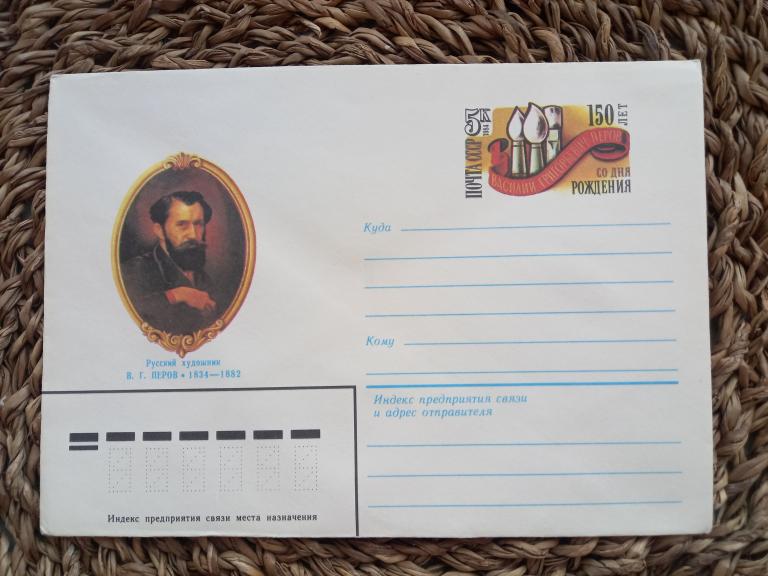 5к
1984
ПОЧТА СССР
150 ЛЕТ
ВАСИЛИЙ ГРИГОРЬЕВИЧ ПЕРОВ
СО ДНЯ
РОЖДЕНИЯ
Русский художник
В. Г. ПЕРОВ • 1834—1882
Куда
Кому
Индекс предприятия связи
и адрес отправителя
Индекс предприятия связи места назначения